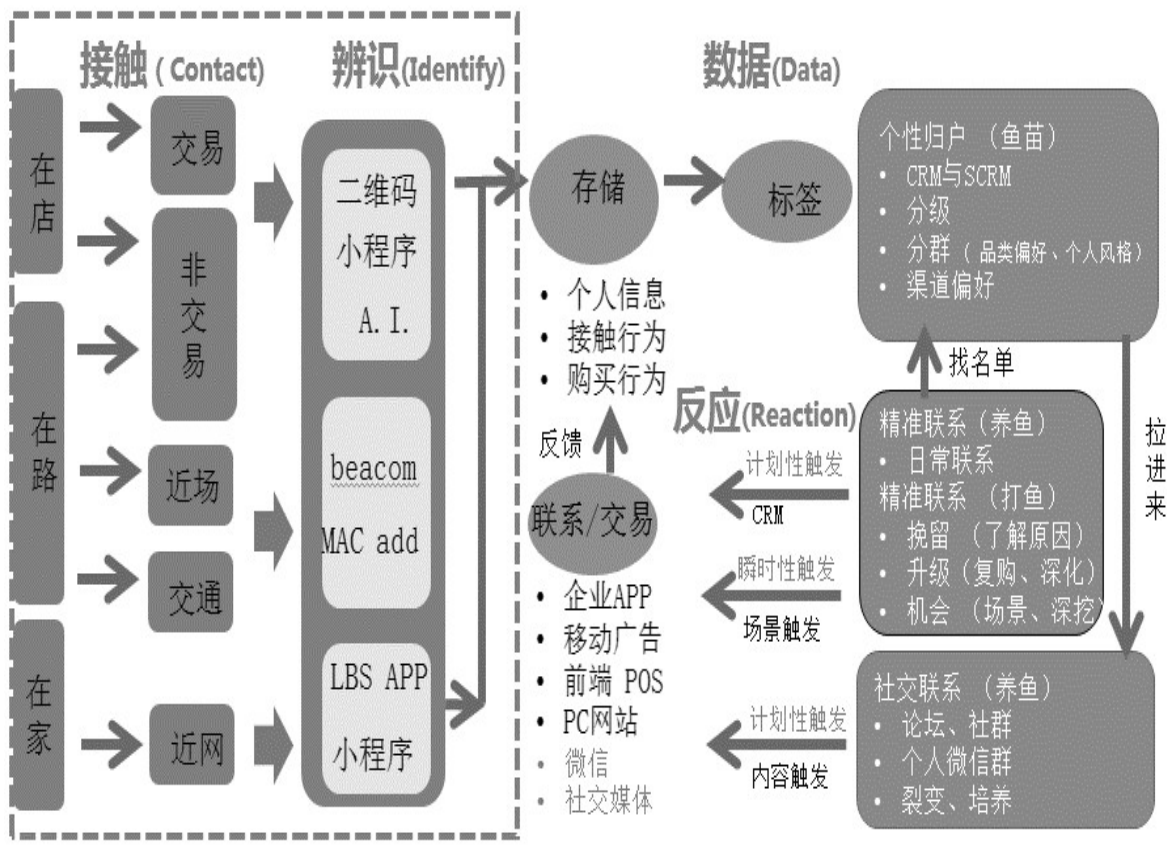 接触（Contact）
辨识(Identify)
数据(Data)
在店
在路
在家
交易
非交易
近场
交通
近网
二维码
小程序
A.I.
beacom
MAC add
LBS APP
小程序
存储
• 个人信息
• 接触行为
• 购买行为
标签
个性归户 （鱼苗）
• CRM与SCRM
• 分级
• 分群（ 品类偏好、个人风格）
• 渠道偏好
找名单
拉进来
反应(Reaction)
反馈
联系/交易
• 企业APP
• 移动广告
• 前端 POS
• PC网站
• 微信
• 社交媒体
计划性触发
CRM
瞬时性触发
场景触发
计划性触发
内容触发
精准联系（养鱼）
• 日常联系
精准联系 （打鱼）
• 挽留 （了解原因）
• 升级（复购、深化）
• 机会 （场景、深挖）
社交联系 （养鱼）
• 论坛、社群
• 个人微信群
• 裂变、培养